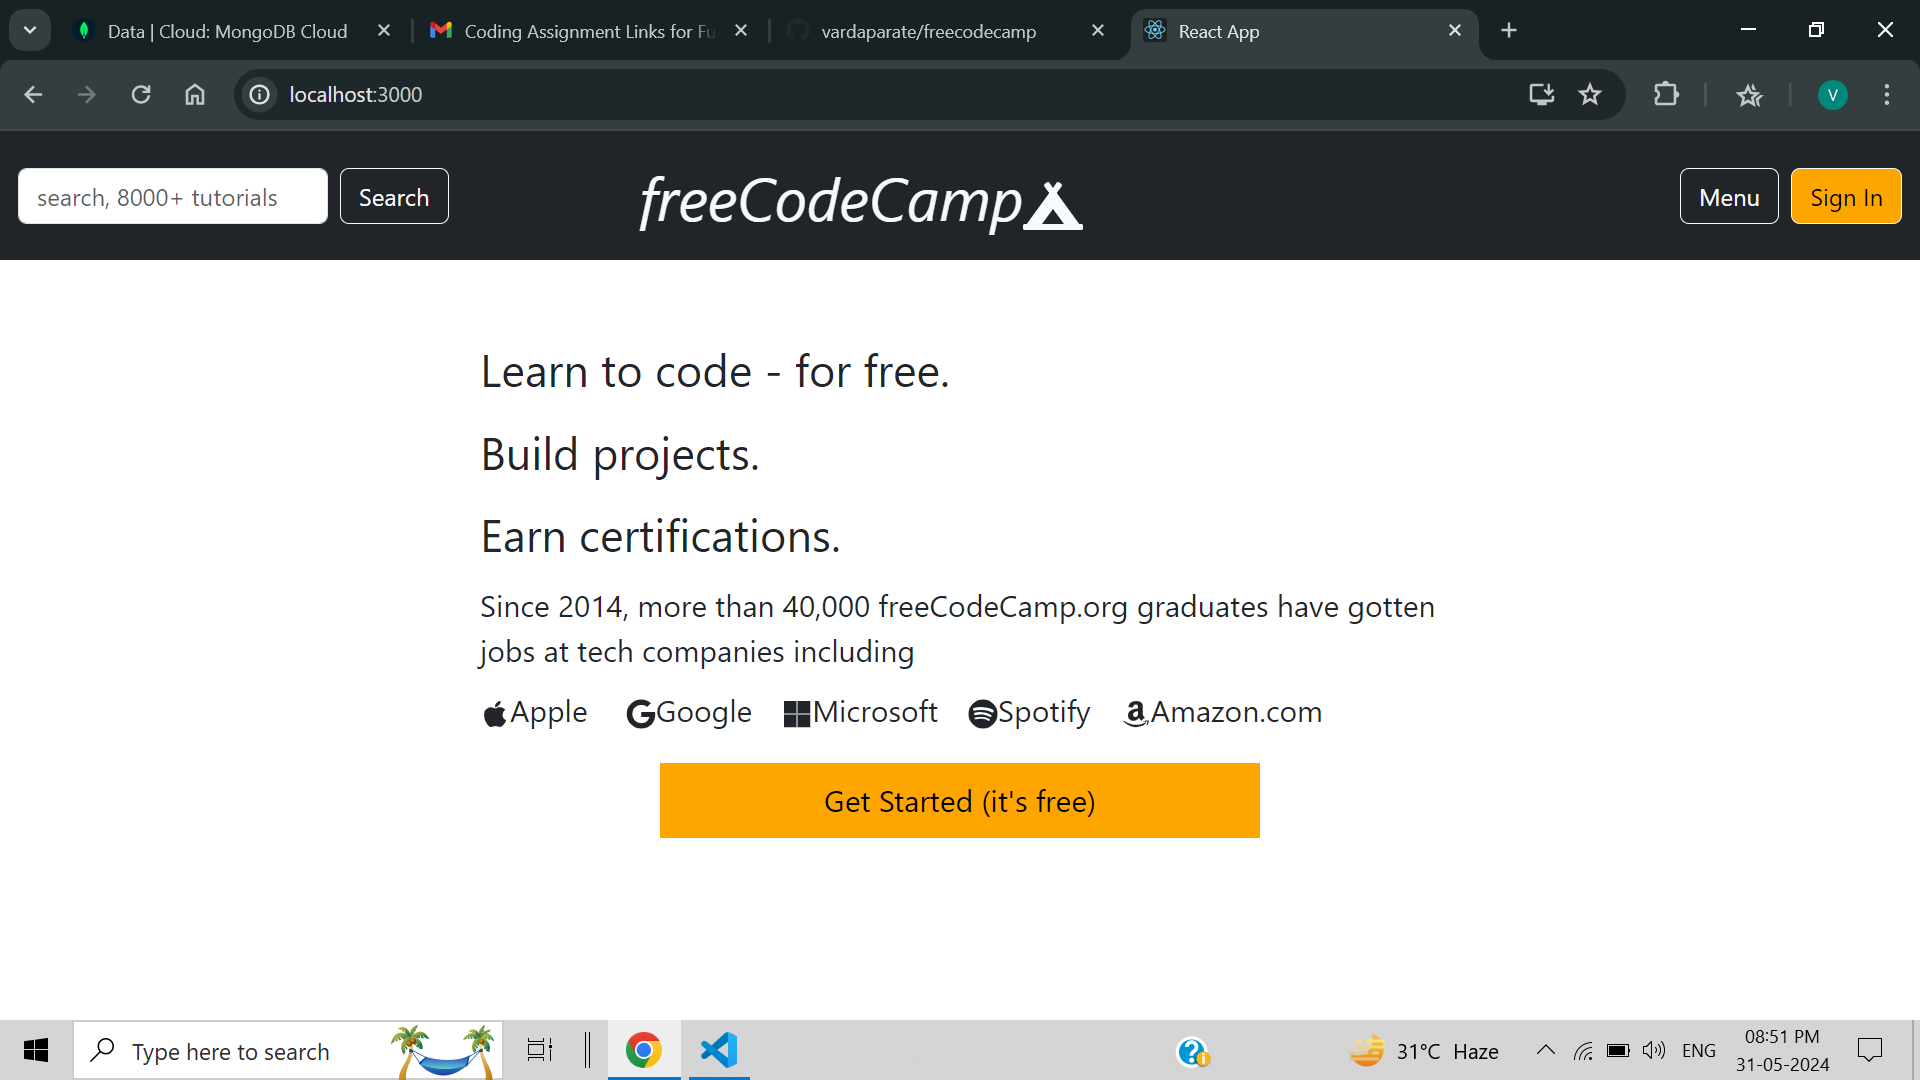 Data | Cloud: MongoDB Cloud
Coding Assignment Links for Fu
vardaparate/freecodecamp
React App
localhost:3000
V
search, 8000+ tutorials
Search
freeCodeCamp
Menu
Sign In
Learn to code - for free.
Build projects.
Earn certifications.
Since 2014, more than 40,000 freeCodeCamp.org graduates have gotten
jobs at tech companies including
Apple Google Microsoft Spotify Amazon.com
Get Started (it's free)
Type here to search
31°C Haze
ENG
08:51 PM
31-05-2024